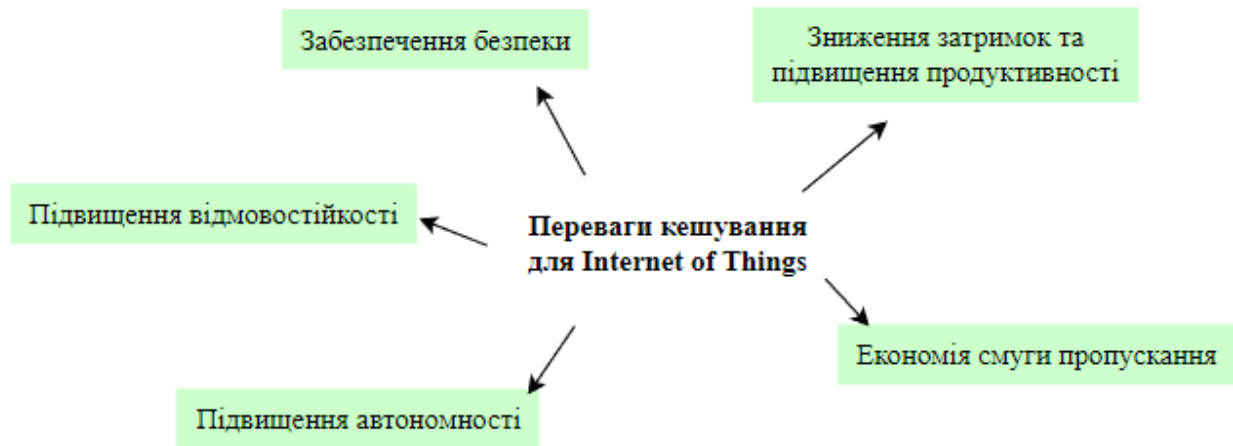 Забезпечення безпеки
Зниження затримок та
підвищення продуктивності
Підвищення відмовостійкості
Переваги кешування
для Internet of Things
Економія смуги пропускання
Підвищення автономності